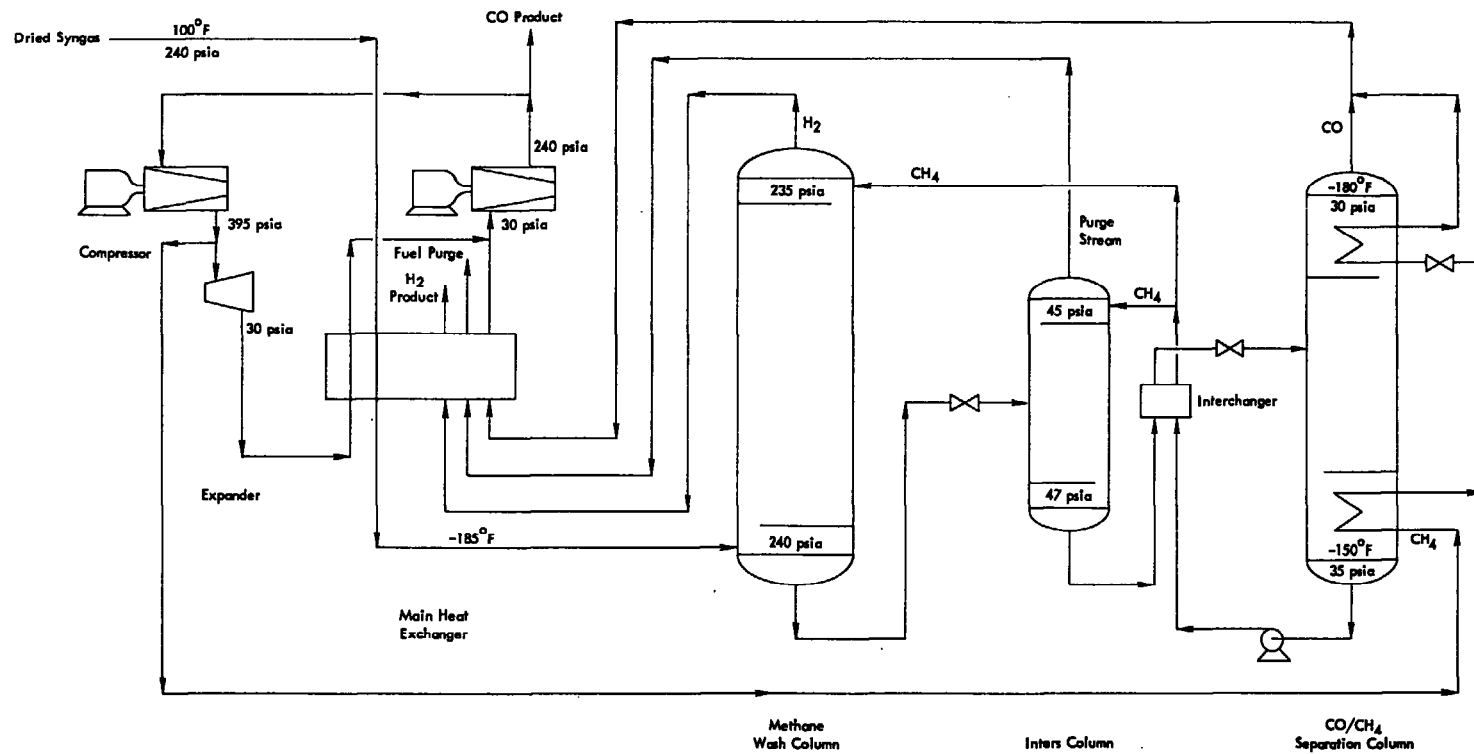 CO Product
Dried Syngas
100°F
240 psia
H2
CO
240 psia
CH4
-180°F
30 psia
235 psia
30 psia
395 psia
Purge
Stream
Compressor
Fuel Purge
H2
Product
CH4
45 psia
30 psia
Interchanger
Expander
47 psia
-185°F
240 psia
CH4
-150°F
35 psia
Main Heat
Exchanger
Methane
Wash Column
Inters Column
CO/CH4
Separation Column